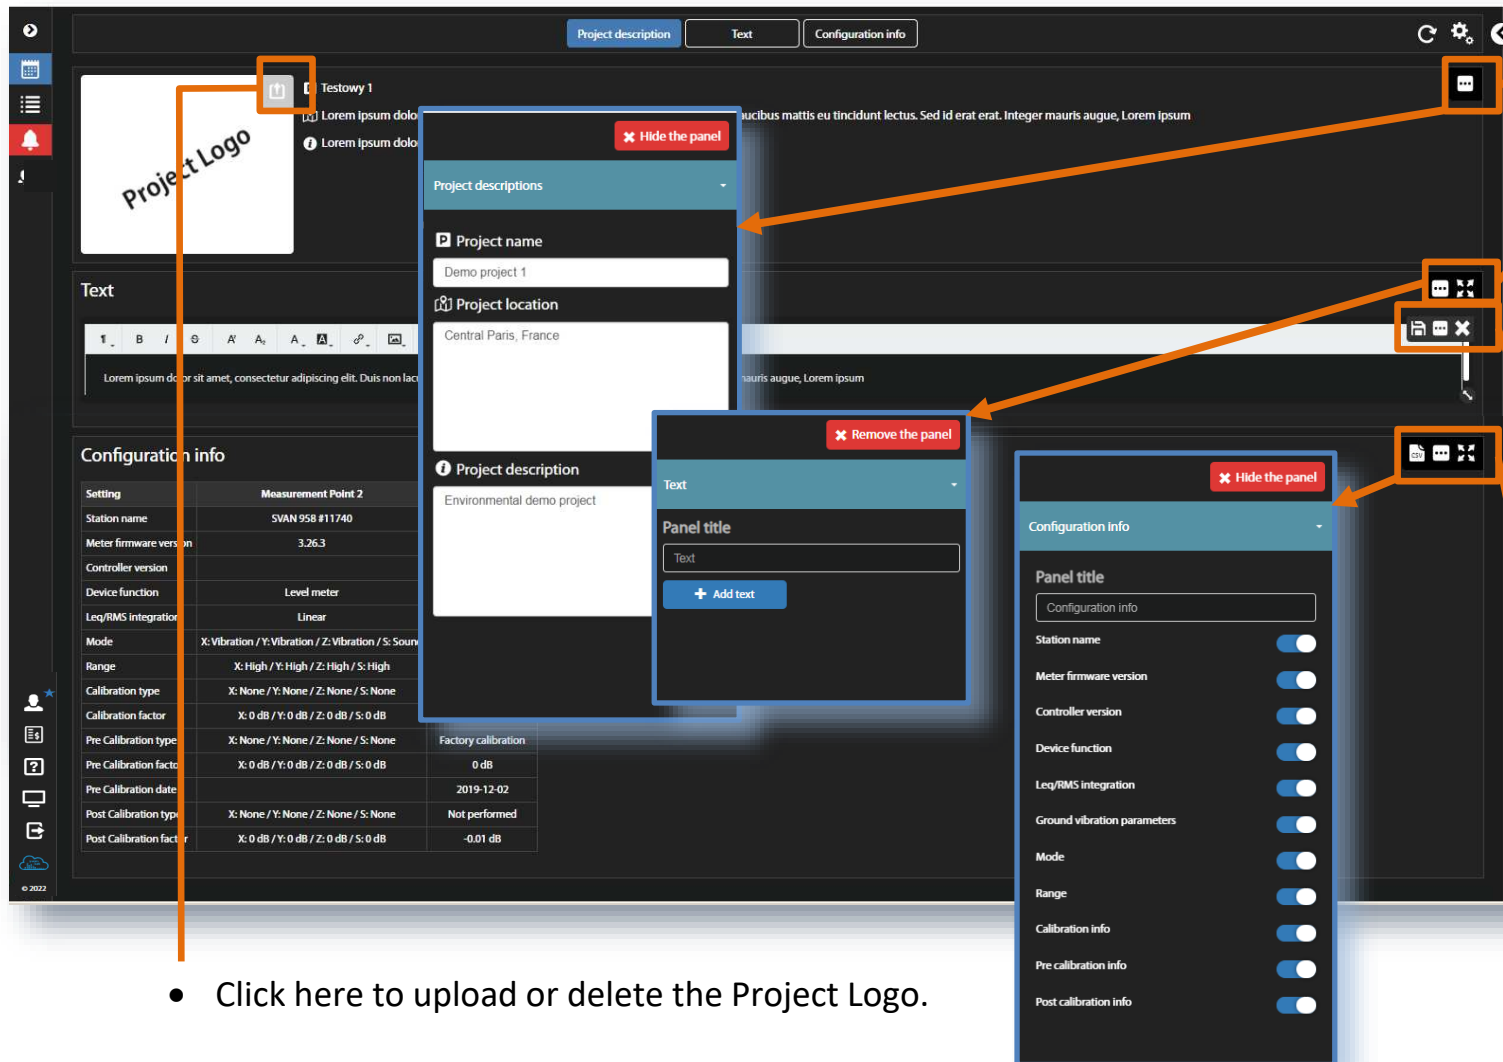 Project description
Text
Configuration info
Project Logo
Testowy 1
Lorem ipsum dolo
ucibus mattis eu tincidunt lectus. Sed id erat erat. Integer mauris augue, Lorem ipsum
Lorem ipsum dolo
Hide the panel
Project descriptions
Project name
Demo project 1
Project location
Central Paris, France
Project description
Environmental demo project
Text
Lorem ipsum dolor sit amet, consectetur adipiscing elit. Duis non lacu
mauris augue, Lorem ipsum
Remove the panel
Text
Panel title
Text
Add text
Configuration info
Setting Measurement Point 2
Station name SVAN 958 #11740
Meter firmware version 3.26.3
Controller version
Device function Level meter
Leq/RMS integration Linear
Mode X: Vibration / Y: Vibration / Z: Vibration / S: Soun
Range X: High / Y: High / Z: High / S: High
Calibration type X: None / Y: None / Z: None / S: None
Calibration factor X: 0 dB / Y: 0 dB / Z: 0 dB / S: 0 dB
Pre Calibration type X: None / Y: None / Z: None / S: None Factory calibration
Pre Calibration facto X: 0 dB / Y: 0 dB / Z: 0 dB / S: 0 dB 0 dB
Pre Calibration date 2019-12-02
Post Calibration typ X: None / Y: None / Z: None / S: None Not performed
Post Calibration factor X: 0 dB / Y: 0 dB / Z: 0 dB / S: 0 dB -0.01 dB
Hide the panel
Configuration info
Panel title
Configuration info
Station name
Meter firmware version
Controller version
Device function
Leq/RMS integration
Ground vibration parameters
Mode
Range
Calibration info
Pre calibration info
Post calibration info
CSV
© 2022
• Click here to upload or delete the Project Logo.